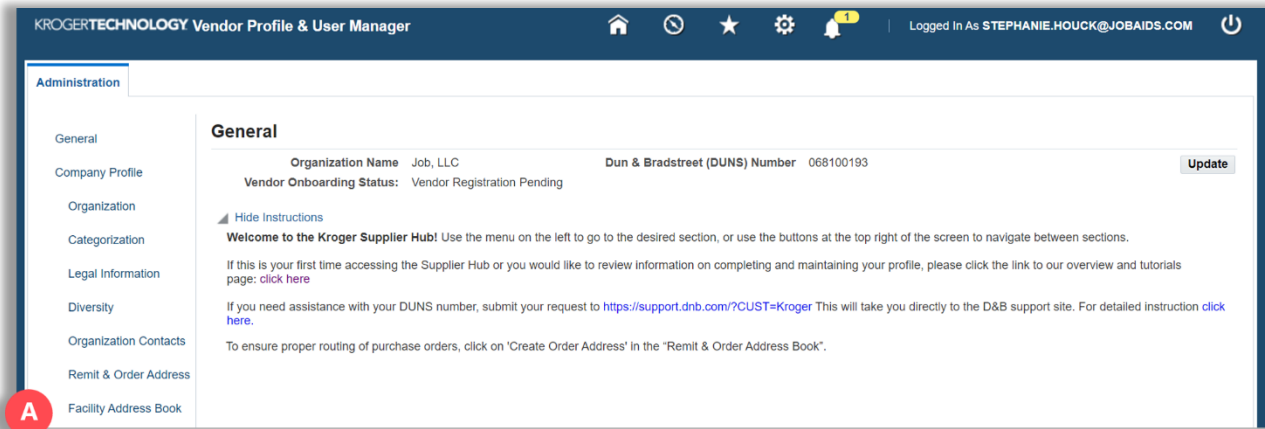 KROGERTECHNOLOGY. Vendor Profile & User Manager
1
Logged In As STEPHANIE.HOUCK@JOBAIDS.COM
Administration
General
Company Profile
Organization
Categorization
Legal Information
Diversity
Organization Contacts
Remit & Order Address
Facility Address Book
A
General
Organization Name Job, LLC
Dun & Bradstreet (DUNS) Number 068100193
Update
Vendor Onboarding Status: Vendor Registration Pending
Hide Instructions
Welcome to the Kroger Supplier Hub! Use the menu on the left to go to the desired section, or use the buttons at the top right of the screen to navigate between sections.
If this is your first time accessing the Supplier Hub or you would like to review information on completing and maintaining your profile, please click the link to our overview and tutorials
page: click here
If you need assistance with your DUNS number, submit your request to https://support.dnb.com/?CUST=Kroger This will take you directly to the D&B support site. For detailed instruction click
here.
To ensure proper routing of purchase orders, click on 'Create Order Address' in the “Remit & Order Address Book”.